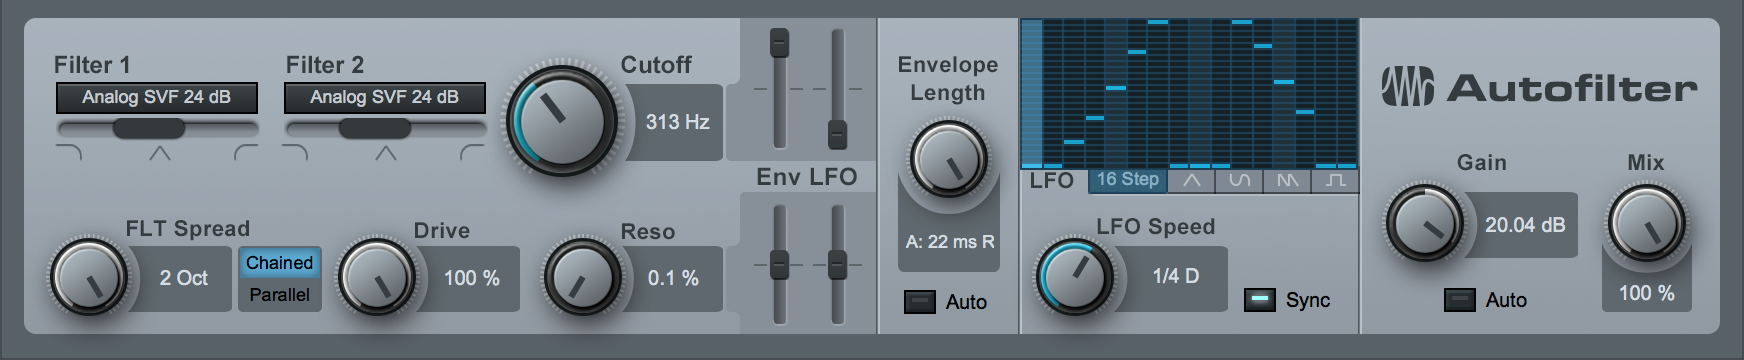 Filter 1
Analog SVF 24 dB
Filter 2
Analog SVF 24 dB
Cutoff
313 Hz
FLT Spread
2 Oct
Chained
Parallel
Drive
100 %
Reso
0.1 %
Env LFO
Envelope
Length
A: 22 ms R
Auto
LFO
16 Step
LFO Speed
1/4 D
Sync
Autofilter
Gain
20.04 dB
Auto
Mix
100 %